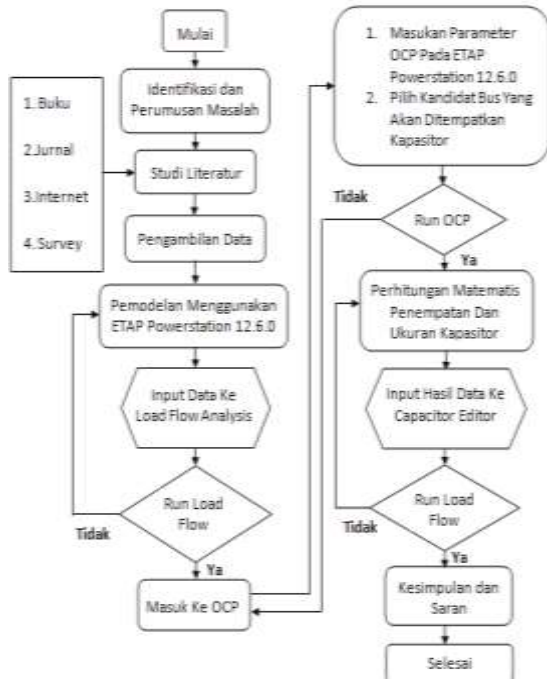 Mulai
Identifikasi dan
Perumusan Masalah
1.Buku
2.Jurnal
3.Internet
4.Survey
Studi Literatur
Pengambilan Data
Pemodelan Menggunakan
ETAP Powerstation 12.6.0
Input Data Ke
Load Flow Analysis
Run Load
Flow
Tidak
Ya
Masuk Ke OCP
1. Masukan Parameter
OCP Pada ETAP
Powerstation 12.6.0
2. Pilih Kandidat Bus Yang
Akan Ditempatkan
Kapasitor
Tidak
Run OCP
Ya
Perhitungan Matematis
Penempatan Dan
Ukuran Kapasitor
Input Hasil Data Ke
Capacitor Editor
Run Load
Flow
Tidak
Ya
Kesimpulan dan
Saran
Selesai